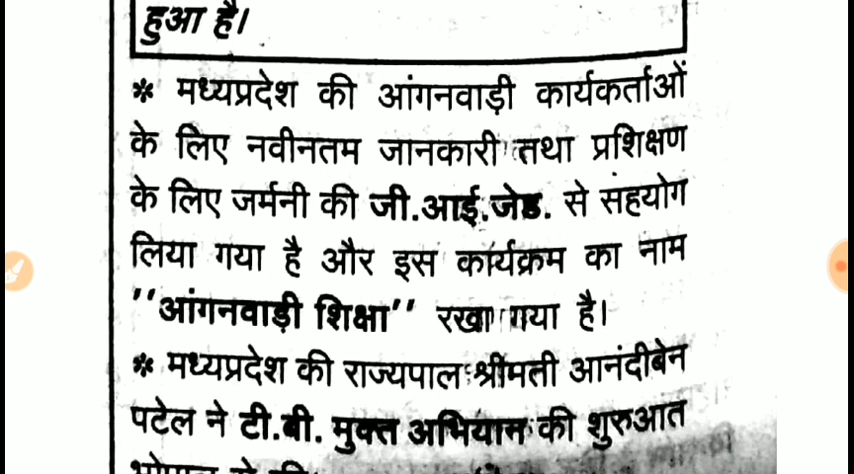 हुआ है।
* मध्यप्रदेश की आंगनवाड़ी कार्यकर्ताओं
के लिए नवीनतम जानकारी तथा प्रशिक्षण
के लिए जर्मनी की जी.आई.जेड. से सहयोग
लिया गया है और इस कार्यक्रम का नाम
''आंगनवाड़ी शिक्षा'' रखा गया है।
* मध्यप्रदेश की राज्यपाल श्रीमती आनंदीबेन
पटेल ने टी.बी. मुक्त अभियान की शुरुआत